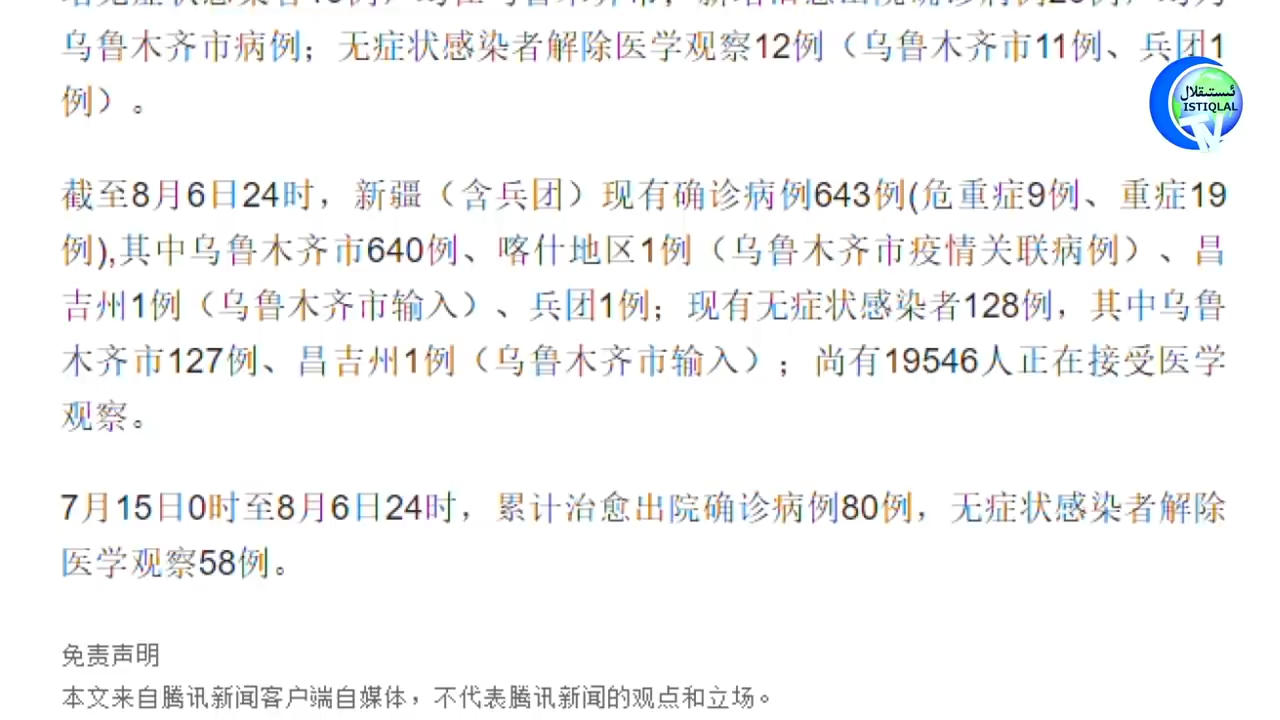 乌鲁木齐市病例；无症状感染者解除医学观察12例（乌鲁木齐市11例、兵团1
例）。
ئىستىقلال
ISTIQLAL
TV
截至8月6日24时，新疆（含兵团）现有确诊病例643例(危重症9例、重症19
例),其中乌鲁木齐市640例、喀什地区1例（乌鲁木齐市疫情关联病例）、昌
吉州1例（乌鲁木齐市输入）、兵团1例；现有无症状感染者128例，其中乌鲁
木齐市127例、昌吉州1例（乌鲁木齐市输入）；尚有19546人正在接受医学
观察。
7月15日0时至8月6日24时，累计治愈出院确诊病例80例，无症状感染者解除
医学观察58例。
免责声明
本文来自腾讯新闻客户端自媒体，不代表腾讯新闻的观点和立场。